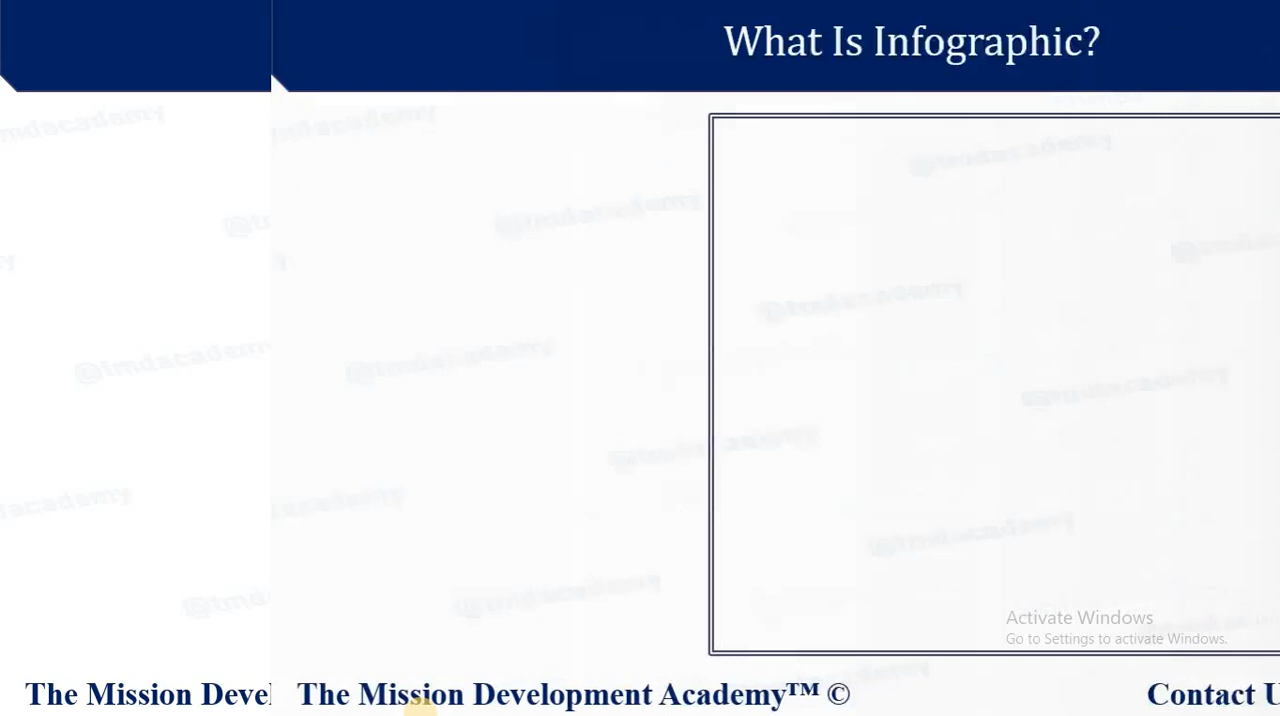 What Is Infographic?
@tmdacademy
Activate Windows
Go to Settings to activate Windows.
The Mission Devel
The Mission Development Academy™ ©
Contact U